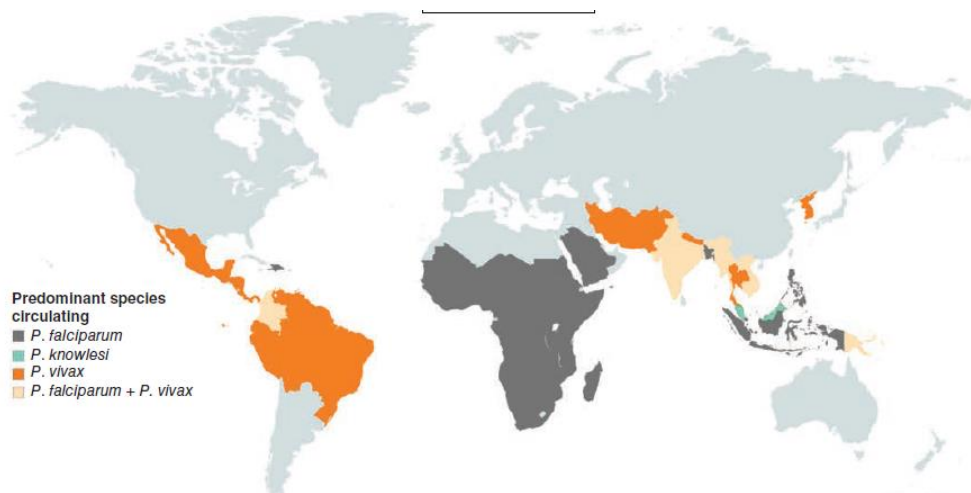 Predominant species
circulating
P. falciparum
P. knowlesi
P. vivax
P. falciparum + P. vivax